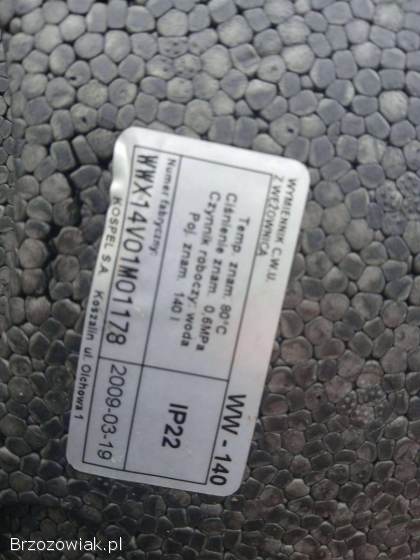 WYMIENNIK C.W.U.
Z WĘŻOWNICĄ
WW - 140
Temp. znam. 80°C
Ciśnienie znam. 0,6MPa
Czynnik roboczy: woda
Poj. znam. 140 l
IP22
Numer fabryczny:
WWX14V01M01178
2009-03-19
KOSPEL S.A. Koszalin ul. Olchowa 1
Brzozowiak.pl